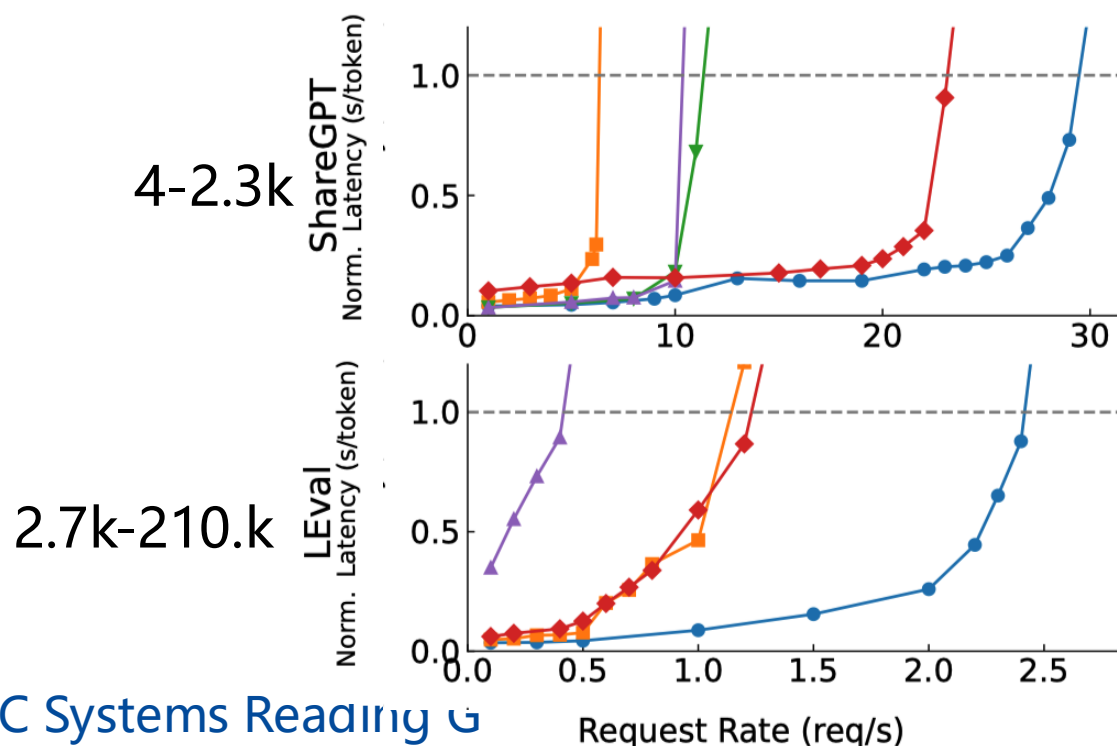 1.0
0.5
0.0
ShareGPT
Norm. Latency (s/token)
4-2.3k
0 10 20 30
1.0
0.5
0.0
LEval
Norm. Latency (s/token)
2.7k-210.k
0.0 0.5 1.0 1.5 2.0 2.5
C Systems Reading G
Request Rate (req/s)